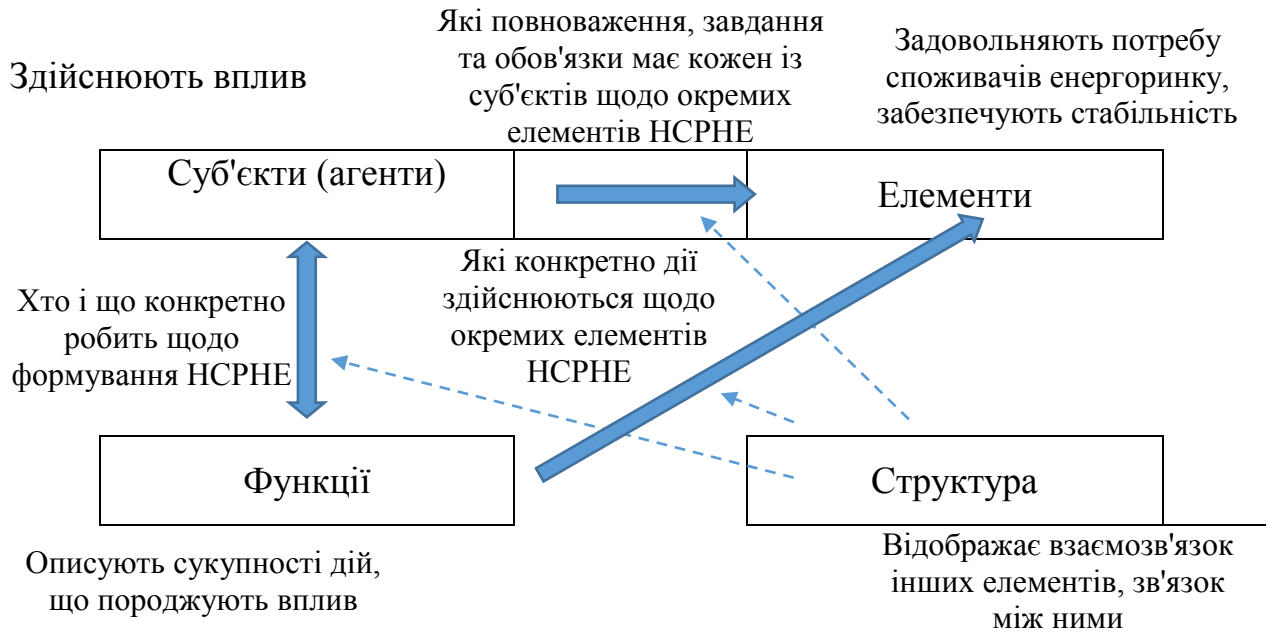 Здійснюють вплив
Які повноваження, завдання
та обов'язки має кожен із
суб'єктів щодо окремих
елементів НСРНЕ
Задовольняють потребу
споживачів енергоринку,
забезпечують стабільність
Суб'єкти (агенти)
Елементи
Хто і що конкретно
робить щодо
формування НСРНЕ
Які конкретно дії
здійснюються щодо
окремих елементів
НСРНЕ
Функції
Структура
Описують сукупності дій,
що породжують вплив
Відображає взаємозв'язок
інших елементів, зв'язок
між ними